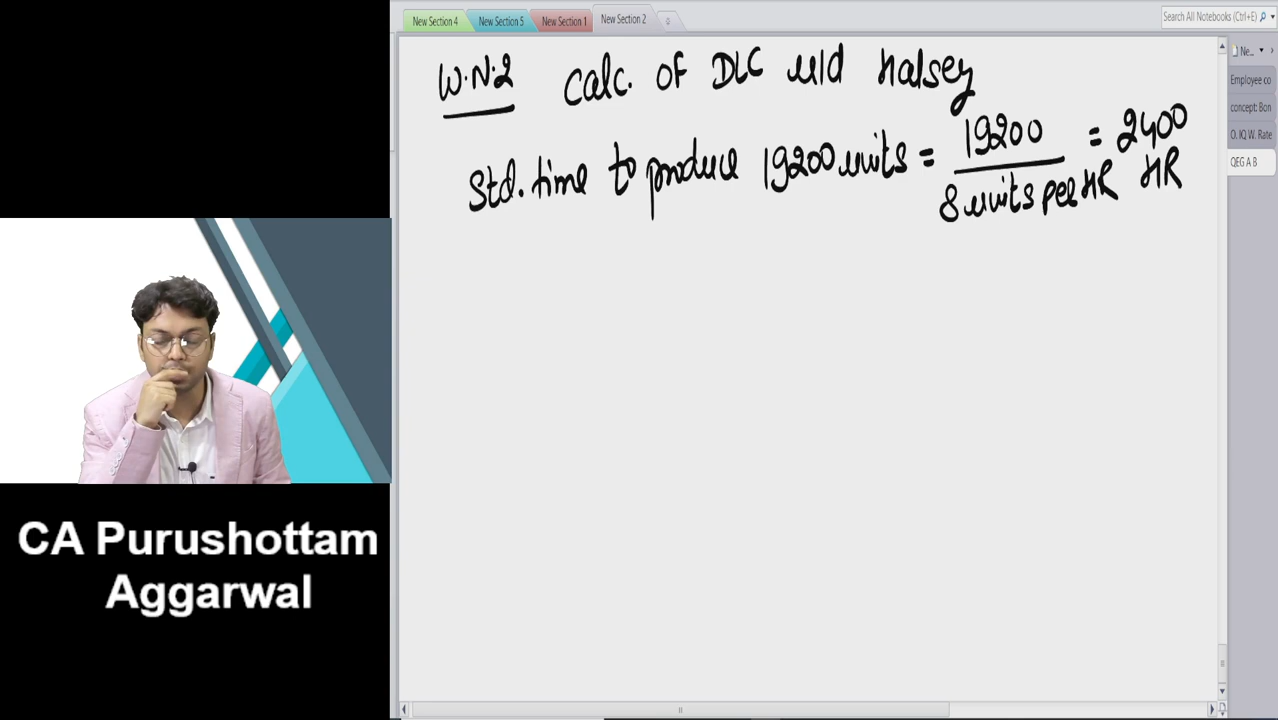 New Section 4 New Section 5 New Section 1 New Section 2
Search All Notebooks (Ctrl+E)
Ne...
Employee co
concept: Bon
O. IQ W. Rate
QEG A B
W.N.2 Calc. of DLC u/d Halsey
Std. time to produce 19200 units = 19200 = 2400
8 units per HR HR
CA Purushottam
Aggarwal